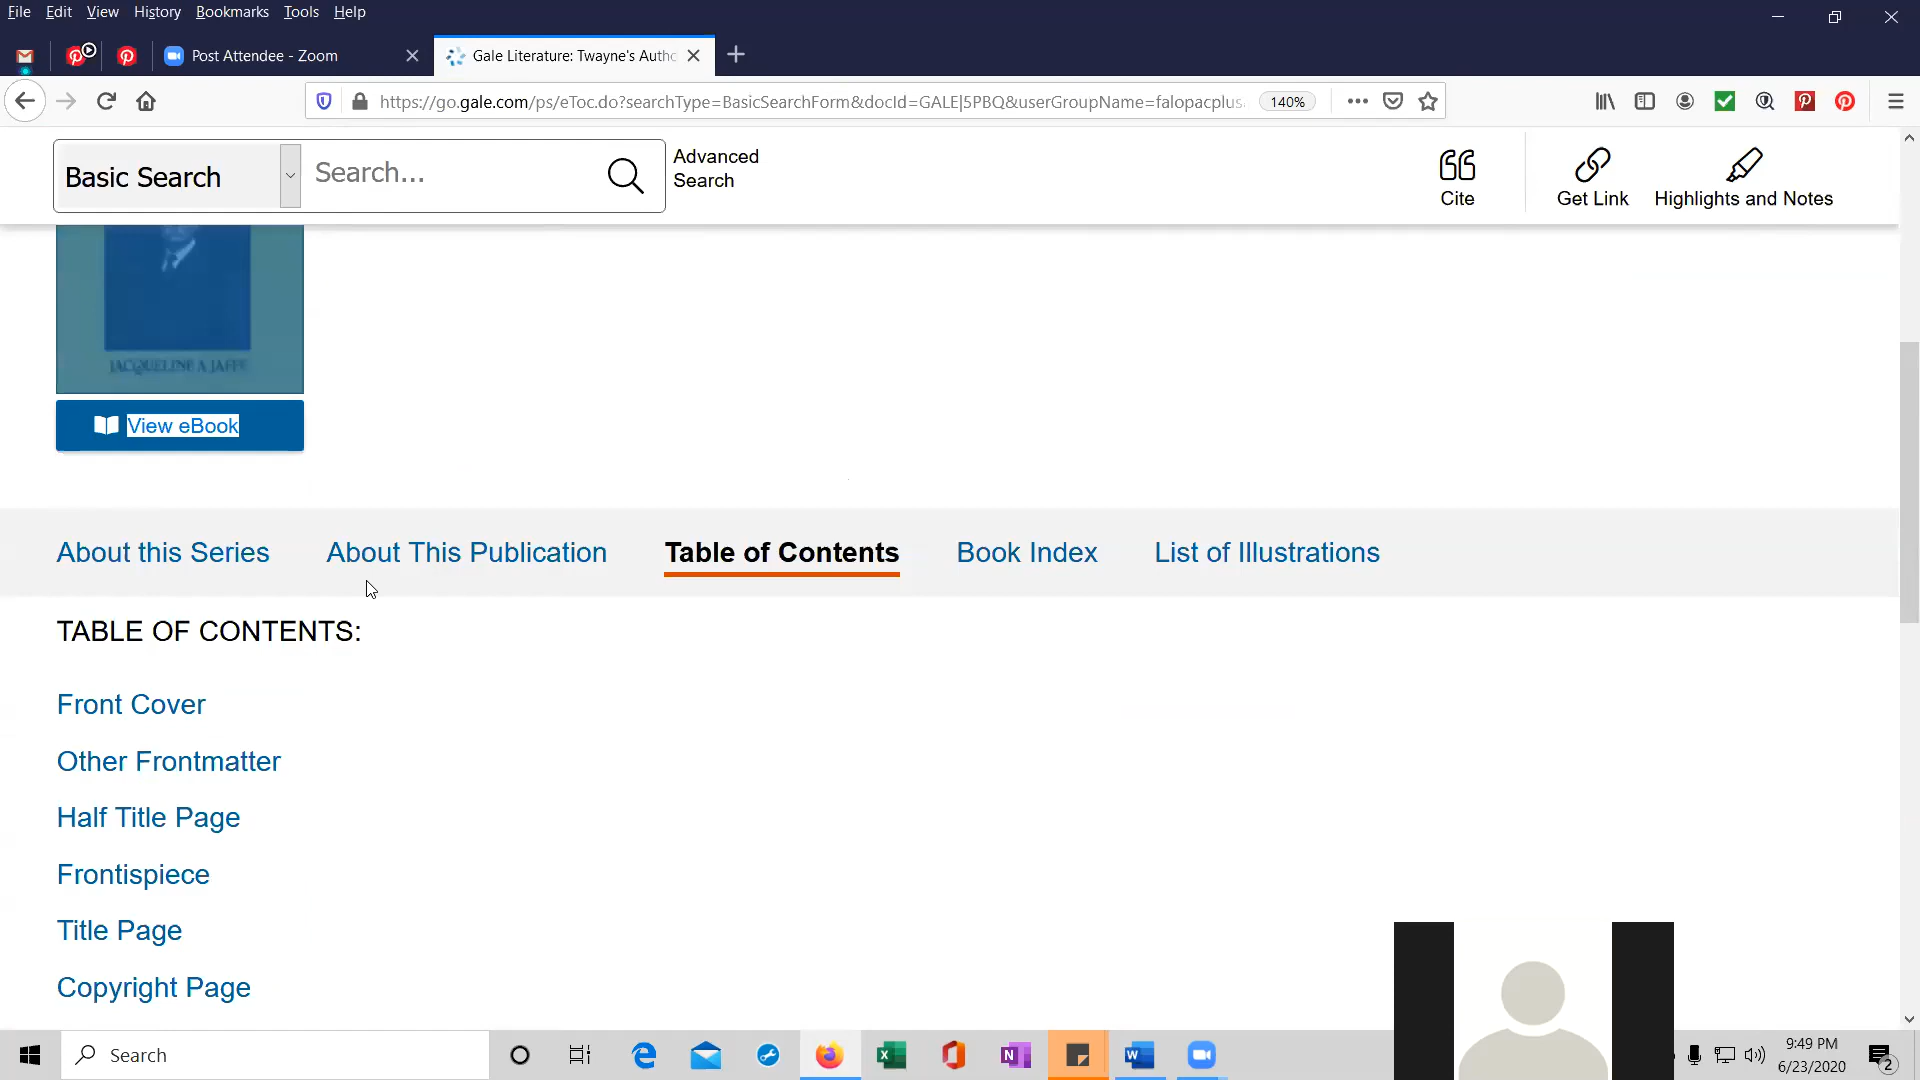 File Edit View History Bookmarks Tools Help
Post Attendee - Zoom
Gale Literature: Twayne's Autho
https://go.gale.com/ps/eToc.do?searchType=BasicSearchForm&docId=GALE|5PBQ&userGroupName=falopacplus
140%
Basic Search
Search...
Advanced
Search
Cite
Get Link
Highlights and Notes
JACQUELINE A JAFFE
View eBook
About this Series
About This Publication
Table of Contents
Book Index
List of Illustrations
TABLE OF CONTENTS:
Front Cover
Other Frontmatter
Half Title Page
Frontispiece
Title Page
Copyright Page
Search
9:49 PM
6/23/2020
2